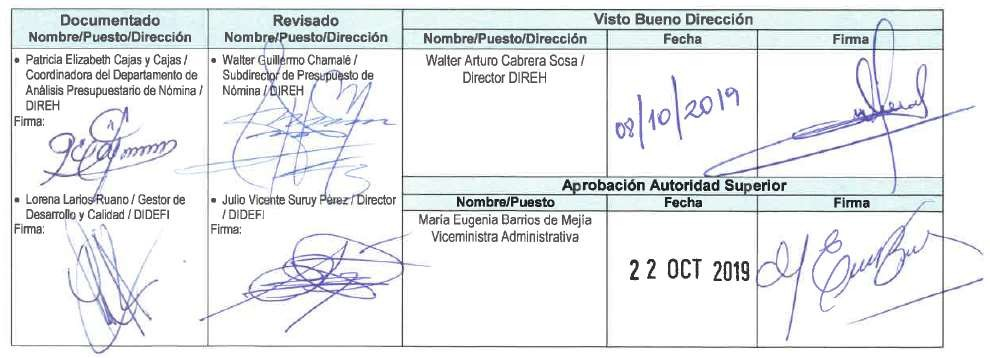 Documentado
Nombre/Puesto/Dirección
• Patricia Elizabeth Cajas y Cajas /
Coordinadora del Departamento de
Análisis Presupuestario de Nómina /
DIREH
Firma:
• Lorena Larios Ruano / Gestor de
Desarrollo y Calidad / DIDEFI
Firma:
Revisado
Nombre/Puesto/Dirección
• Walter Guillermo Chamalé /
Subdirector de Presupuesto de
Nómina / DIREH
• Julio Vicente Suruy Pérez / Director
/ DIDEFI
Firma:
Visto Bueno Dirección
Nombre/Puesto/Dirección
Fecha
Firma
Walter Arturo Cabrera Sosa /
Director DIREH
08/10/2019
Aprobación Autoridad Superior
Nombre/Puesto
Fecha
Firma
María Eugenia Barrios de Mejía
Viceministra Administrativa
22 OCT 2019